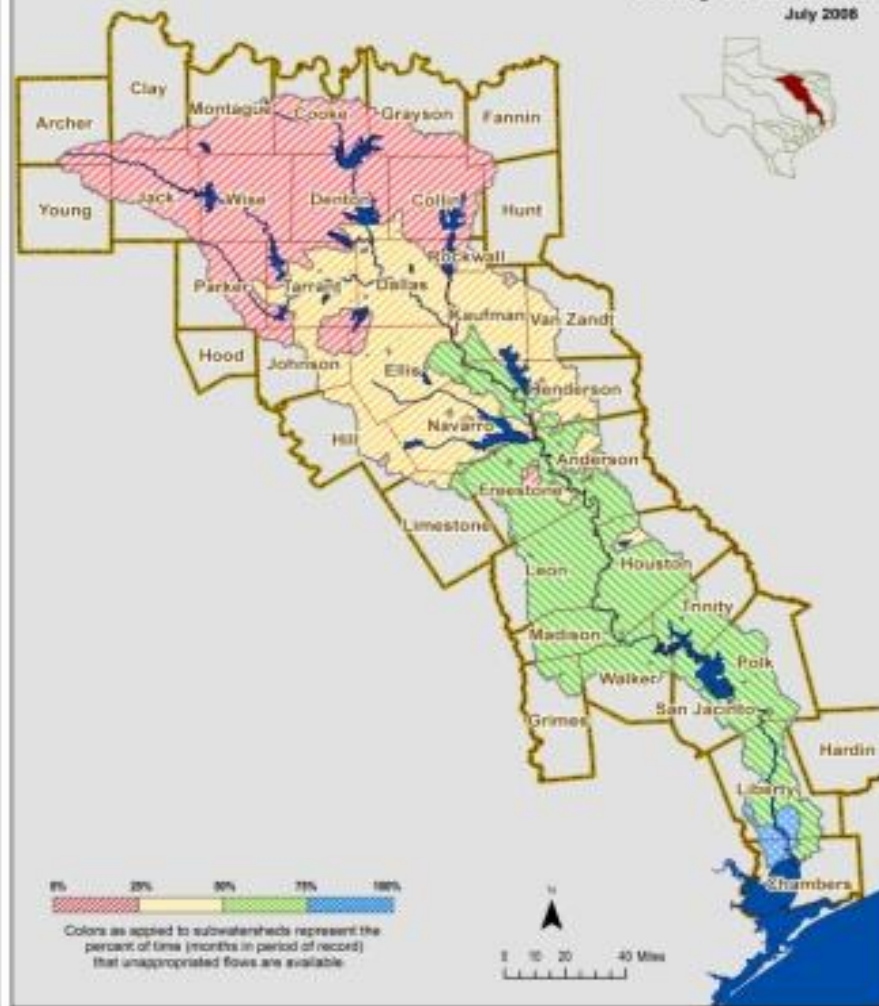 July 2008
Clay
Montague
Cooke
Grayson
Fannin
Archer
Young
Jack
Wise
Denton
Collin
Hunt
Rockwall
Parker
Tarrant
Dallas
Kaufman
Van Zandt
Hood
Johnson
Ellis
Henderson
Hill
Navarro
Anderson
Freestone
Limestone
Leon
Houston
Trinity
Madison
Polk
Walker
San Jacinto
Grimes
Hardin
Liberty
Chambers
0% 25% 50% 75% 100%
Colors as applied to subwatersheds represent the
percent of time (months in period of record)
that unappropriated flows are available
N
0 10 20 40 Miles